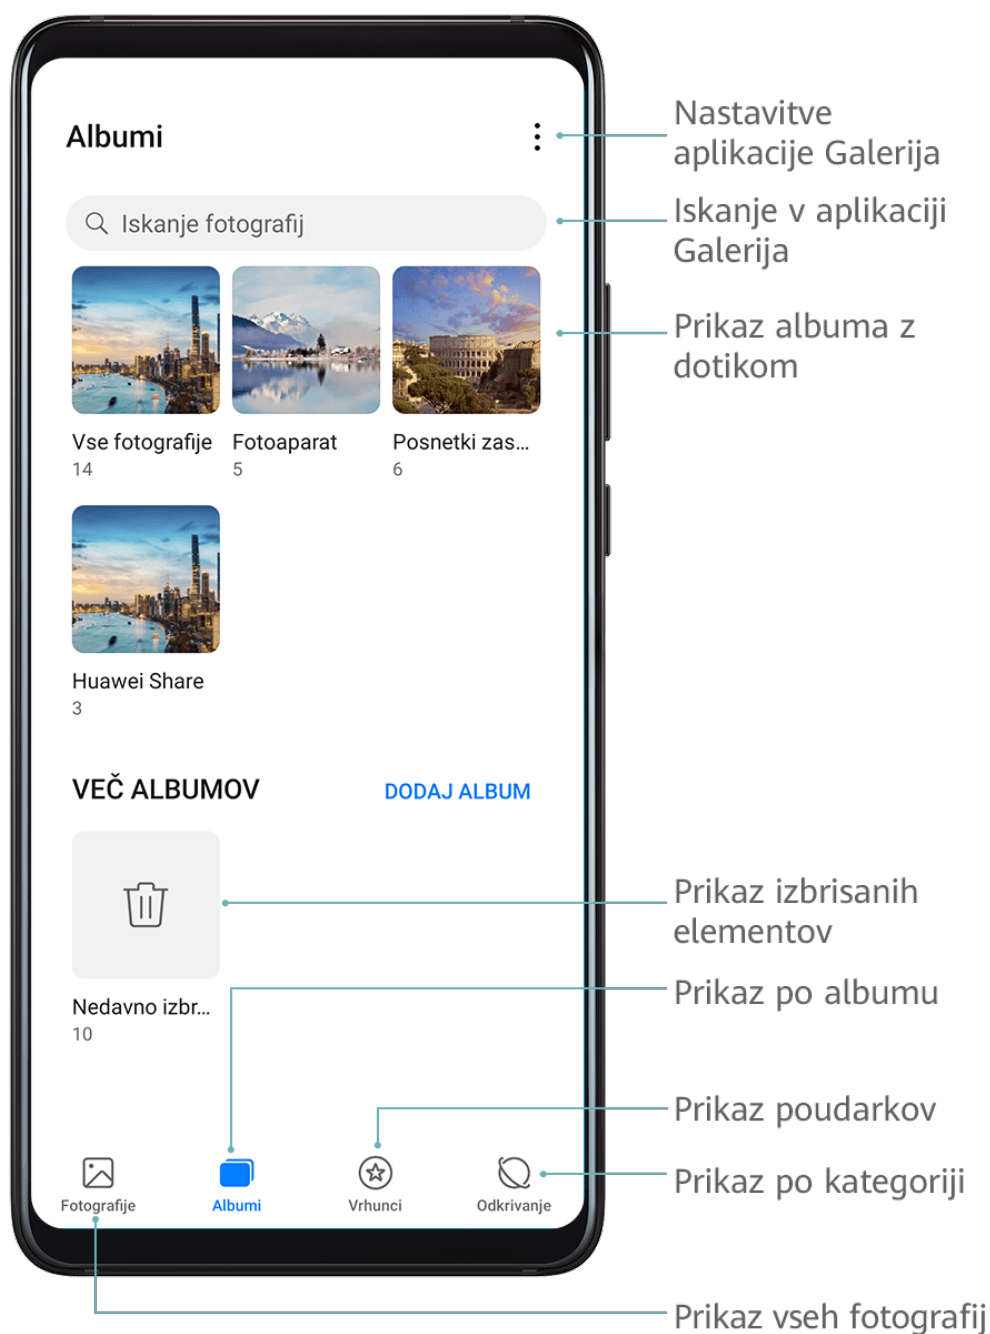 Albumi
Nastavitve
aplikacije Galerija
Iskanje fotografij
Iskanje v aplikaciji
Galerija
Prikaz albuma z
dotikom
Vse fotografije
14
Fotoaparat
5
Posnetki zas...
6
Huawei Share
3
VEČ ALBUMOV
DODAJ ALBUM
Prikaz izbrisanih
elementov
Nedavno izbr...
10
Prikaz po albumu
Prikaz poudarkov
Prikaz po kategoriji
Fotografije
Albumi
Vrhunci
Odkrivanje
Prikaz vseh fotografij